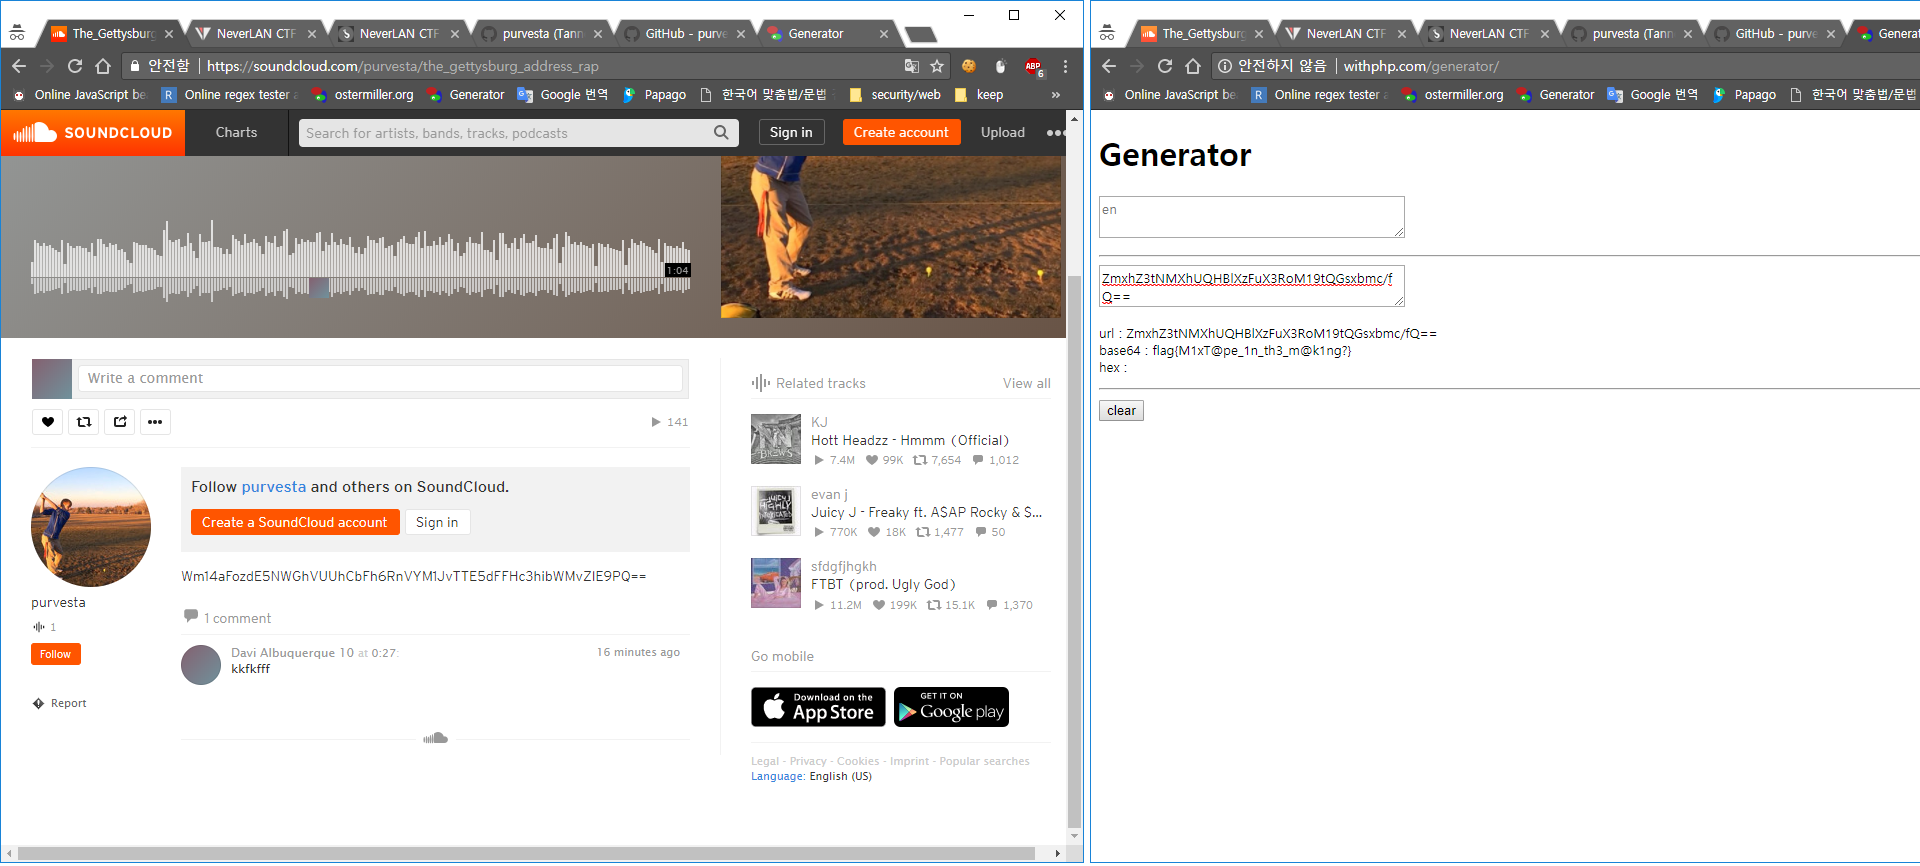 The_Gettysburg
NeverLAN CTF
NeverLAN CTF
purvesta (Tann
GitHub - purve
Generator
안전함 | https://soundcloud.com/purvesta/the_gettysburg_address_rap
ABP
6
Online JavaScript be
R Online regex tester
ostermiller.org
Generator
Google 번역
Papago
한국어 맞춤법/문법
security/web
keep
»
SOUNDCLOUD
Charts
Search for artists, bands, tracks, podcasts
Sign in
Create account
Upload
1:04
Write a comment
141
Follow purvesta and others on SoundCloud.
Create a SoundCloud account
Sign in
purvesta
1
Follow
Report
Wm14aFozdE5NWGhVUUhCbFh6RnVYM1JvTTE5dFFHc3hibWMvZlE9PQ==
1 comment
Davi Albuquerque 10 at 0:27:
16 minutes ago
kkfkfff
Related tracks
View all
KJ
Hott Headzz - Hmmm (Official)
7.4M 99K 7,654 1,012
evan j
Juicy J - Freaky ft. A$AP Rocky & $...
770K 18K 1,477 50
sfdgfjhgkh
FTBT (prod. Ugly God)
11.2M 199K 15.1K 1,370
Go mobile
Download on the
App Store
GET IT ON
Google play
Legal - Privacy - Cookies - Imprint - Popular searches
Language: English (US)
The_Gettysburg
NeverLAN CTF
NeverLAN CTF
purvesta (Tann
GitHub - purve
Genera
안전하지 않음 | withphp.com/generator/
Online JavaScript be
R Online regex tester
ostermiller.org
Generator
Google 번역
Papago
한국어 맞춤법/문법
Generator
en
ZmxhZ3tNMXhUQHBlXzFuX3RoM19tQGsxbmc/f
Q==
url : ZmxhZ3tNMXhUQHBlXzFuX3RoM19tQGsxbmc/fQ==
base64 : flag{M1xT@pe_1n_th3_m@k1ng?}
hex :
clear